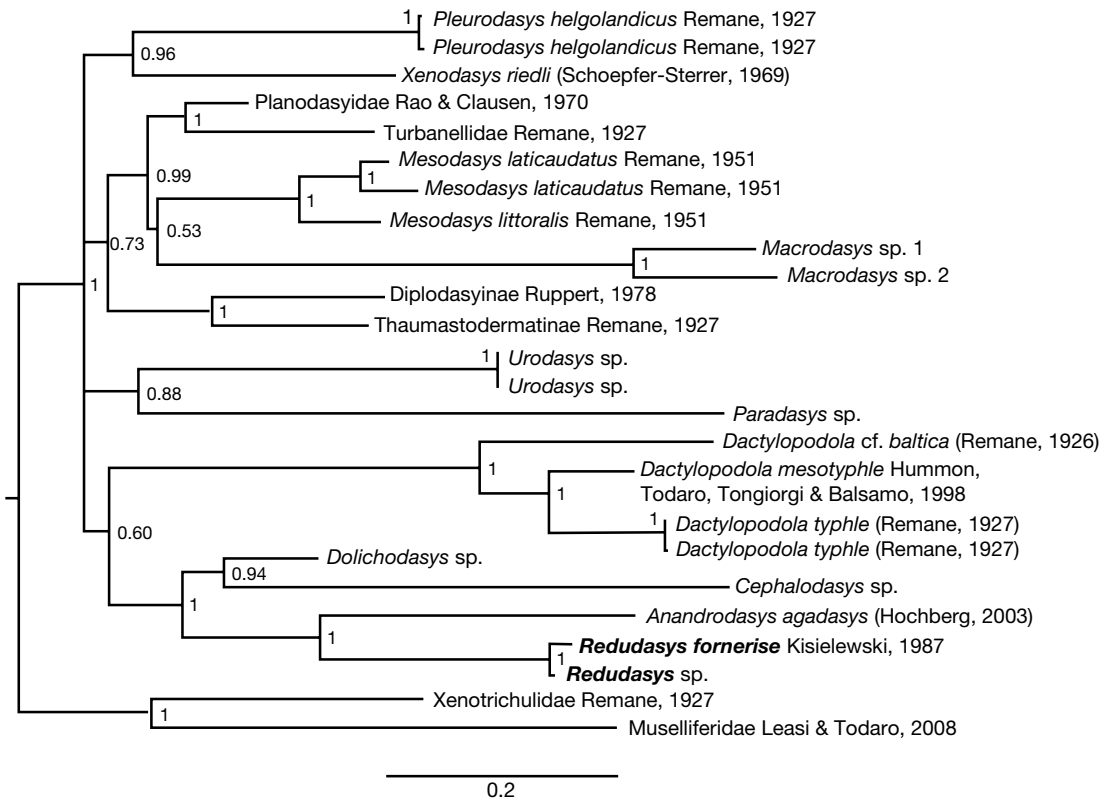 1 Pleurodasys helgolandicus Remane, 1927
Pleurodasys helgolandicus Remane, 1927
0.96
Xenodasys riedli (Schoepfer-Sterrer, 1969)
Planodasyidae Rao & Clausen, 1970
1
Turbanellidae Remane, 1927
Mesodasys laticaudatus Remane, 1951
0.99
1
Mesodasys laticaudatus Remane, 1951
1
Mesodasys littoralis Remane, 1951
0.53
0.73
Macrodasys sp. 1
1
Macrodasys sp. 2
1
Diplodasyinae Ruppert, 1978
1
Thaumastodermatinae Remane, 1927
1 Urodasys sp.
Urodasys sp.
0.88
Paradasys sp.
Dactylopodola cf. baltica (Remane, 1926)
1
Dactylopodola mesotyphle Hummon,
Todaro, Tongiorgi & Balsamo, 1998
1
1 Dactylopodola typhle (Remane, 1927)
0.60
Dactylopodola typhle (Remane, 1927)
Dolichodasys sp.
0.94
Cephalodasys sp.
1
Anandrodasys agadasys (Hochberg, 2003)
1
Redudasys fornerise Kisielewski, 1987
1
Redudasys sp.
Xenotrichulidae Remane, 1927
1
Muselliferidae Leasi & Todaro, 2008
0.2